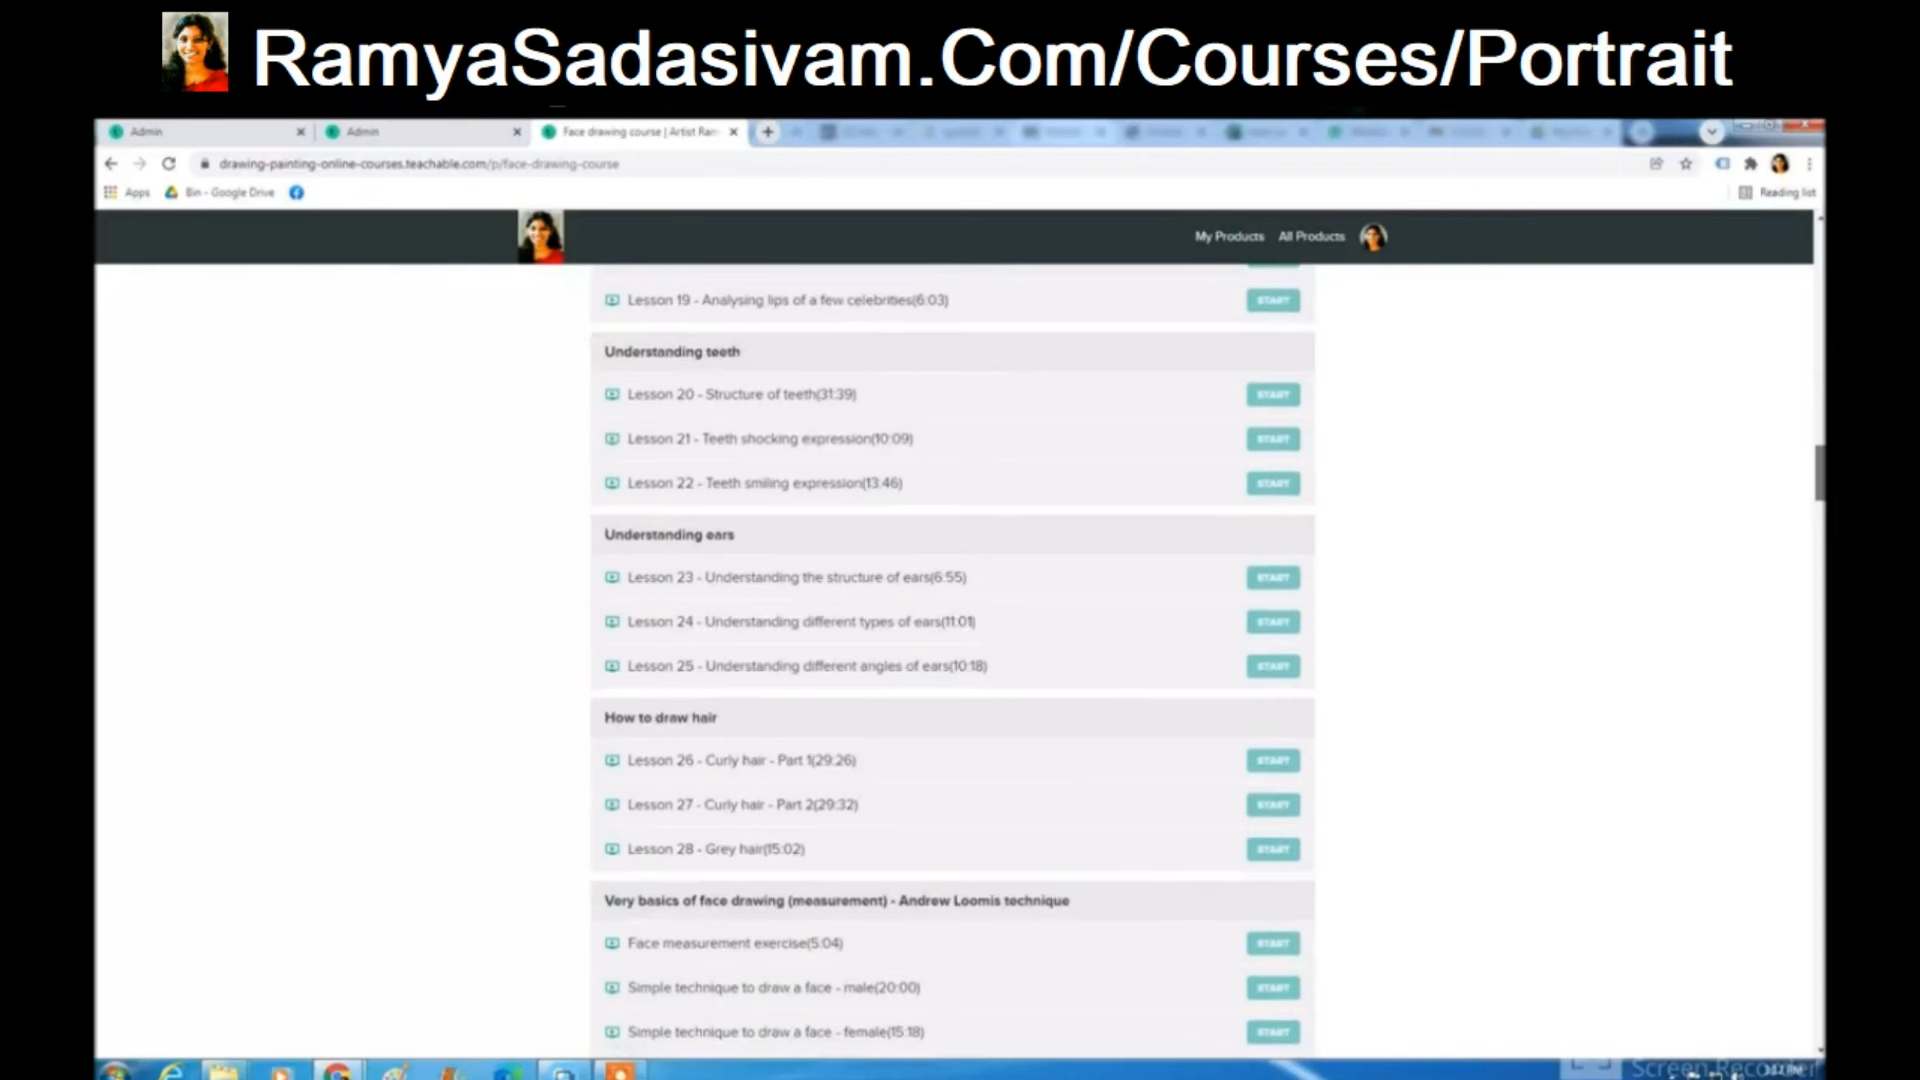 RamyaSadasivam.Com/Courses/Portrait
Admin
Admin
Face drawing course | Artist Ram
drawing-painting-online-courses.teachable.com/p/face-drawing-course
Apps
Bin - Google Drive
Reading list
My Products
All Products
Lesson 19 - Analysing lips of a few celebrities(6:03)
START
Understanding teeth
Lesson 20 - Structure of teeth(31:39)
START
Lesson 21 - Teeth shocking expression(10:09)
START
Lesson 22 - Teeth smiling expression(13:46)
START
Understanding ears
Lesson 23 - Understanding the structure of ears(6:55)
START
Lesson 24 - Understanding different types of ears(11:01)
START
Lesson 25 - Understanding different angles of ears(10:18)
START
How to draw hair
Lesson 26 - Curly hair - Part 1(29:26)
START
Lesson 27 - Curly hair - Part 2(29:32)
START
Lesson 28 - Grey hair(15:02)
START
Very basics of face drawing (measurement) - Andrew Loomis technique
Face measurement exercise(5:04)
START
Simple technique to draw a face - male(20:00)
START
Simple technique to draw a face - female(15:18)
START
Screen Recorder